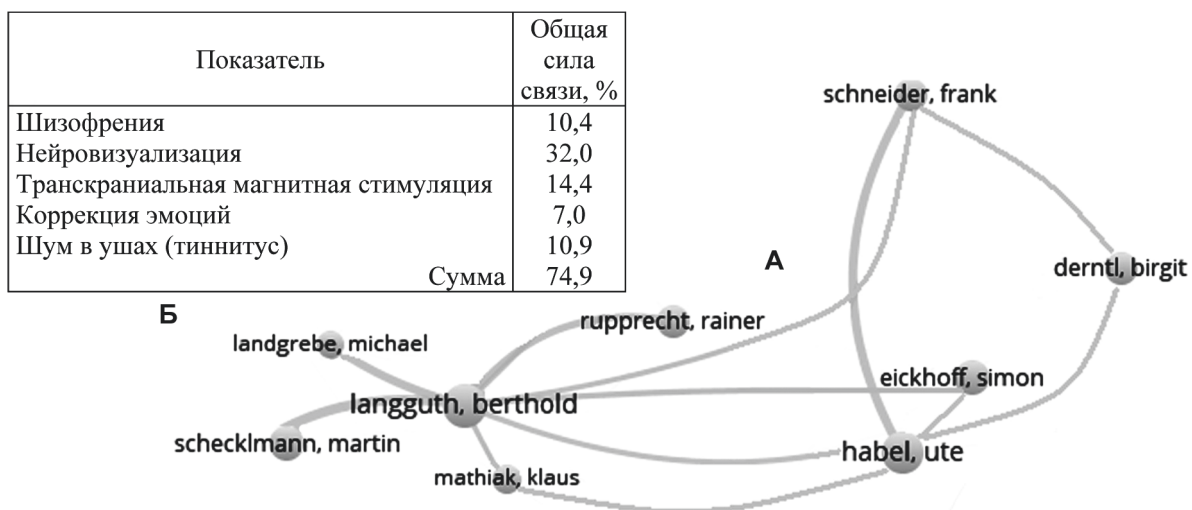 Показатель
Общая
сила
связи, %
Шизофрения 10,4
Нейровизуализация 32,0
Транскраниальная магнитная стимуляция 14,4
Коррекция эмоций 7,0
Шум в ушах (тиннитус) 10,9
Сумма 74,9
schneider, frank
А
derntl, birgit
Б
rupprecht, rainer
landgrebe, michael
eickhoff, simon
langguth, berthold
schecklmann, martin
habel, ute
mathiak, klaus